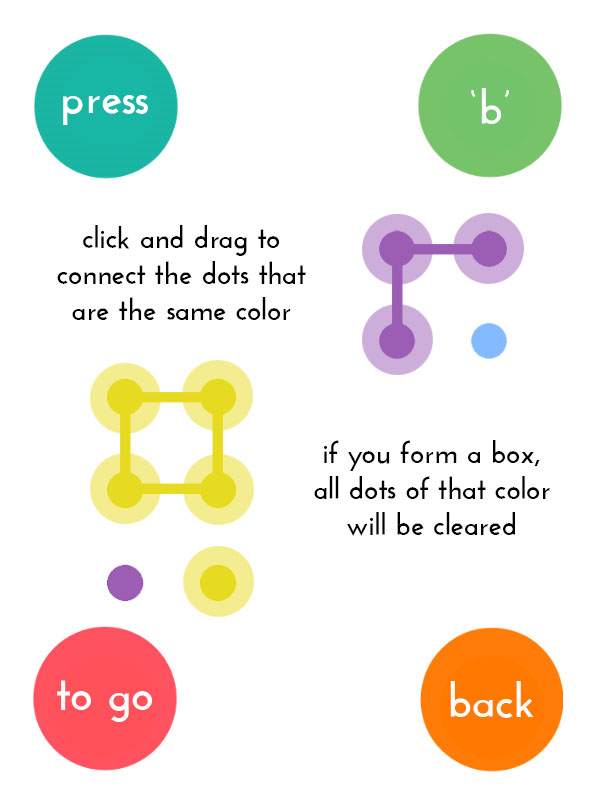 press
‘b’
click and drag to
connect the dots that
are the same color
if you form a box,
all dots of that color
will be cleared
to go
back